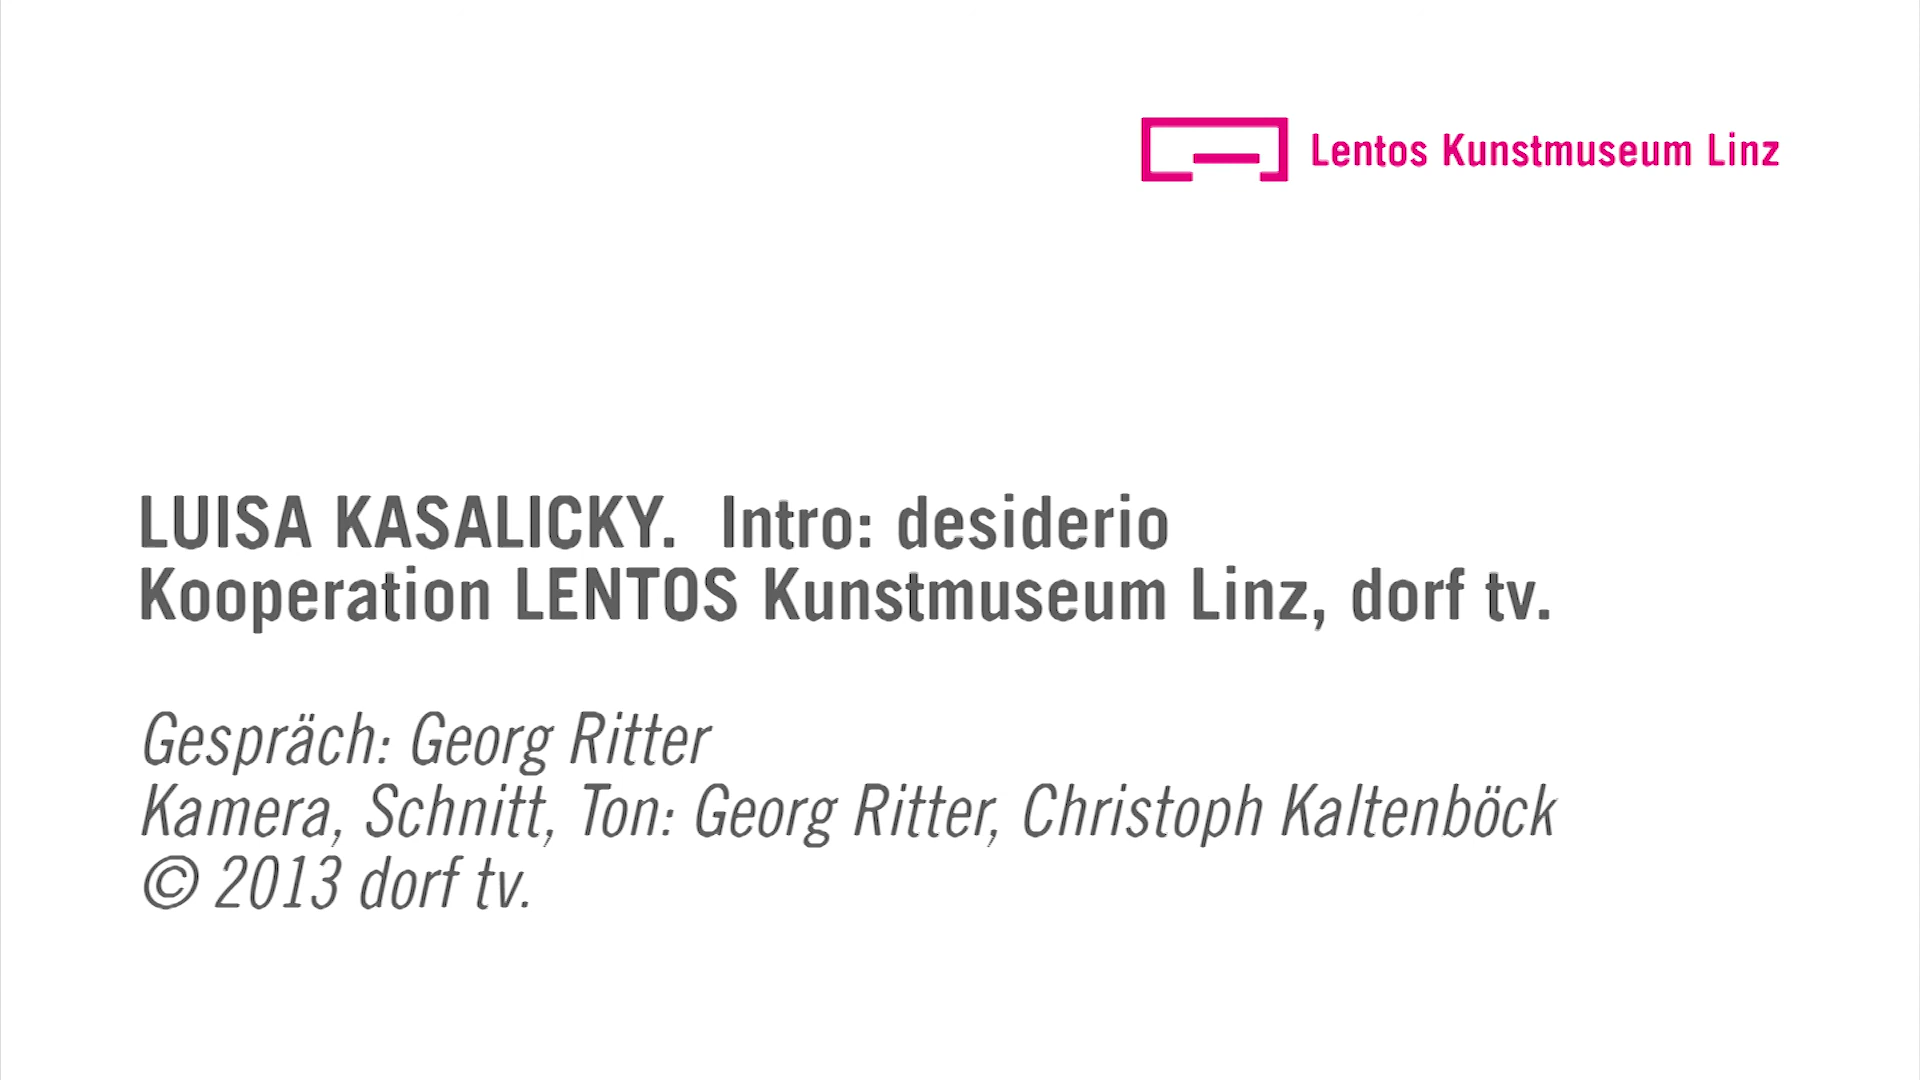 Lentos Kunstmuseum Linz
LUISA KASALICKY. Intro: desiderio
Kooperation LENTOS Kunstmuseum Linz, dorf tv.
Gespräch: Georg Ritter
Kamera, Schnitt, Ton: Georg Ritter, Christoph Kaltenböck
© 2013 dorf tv.